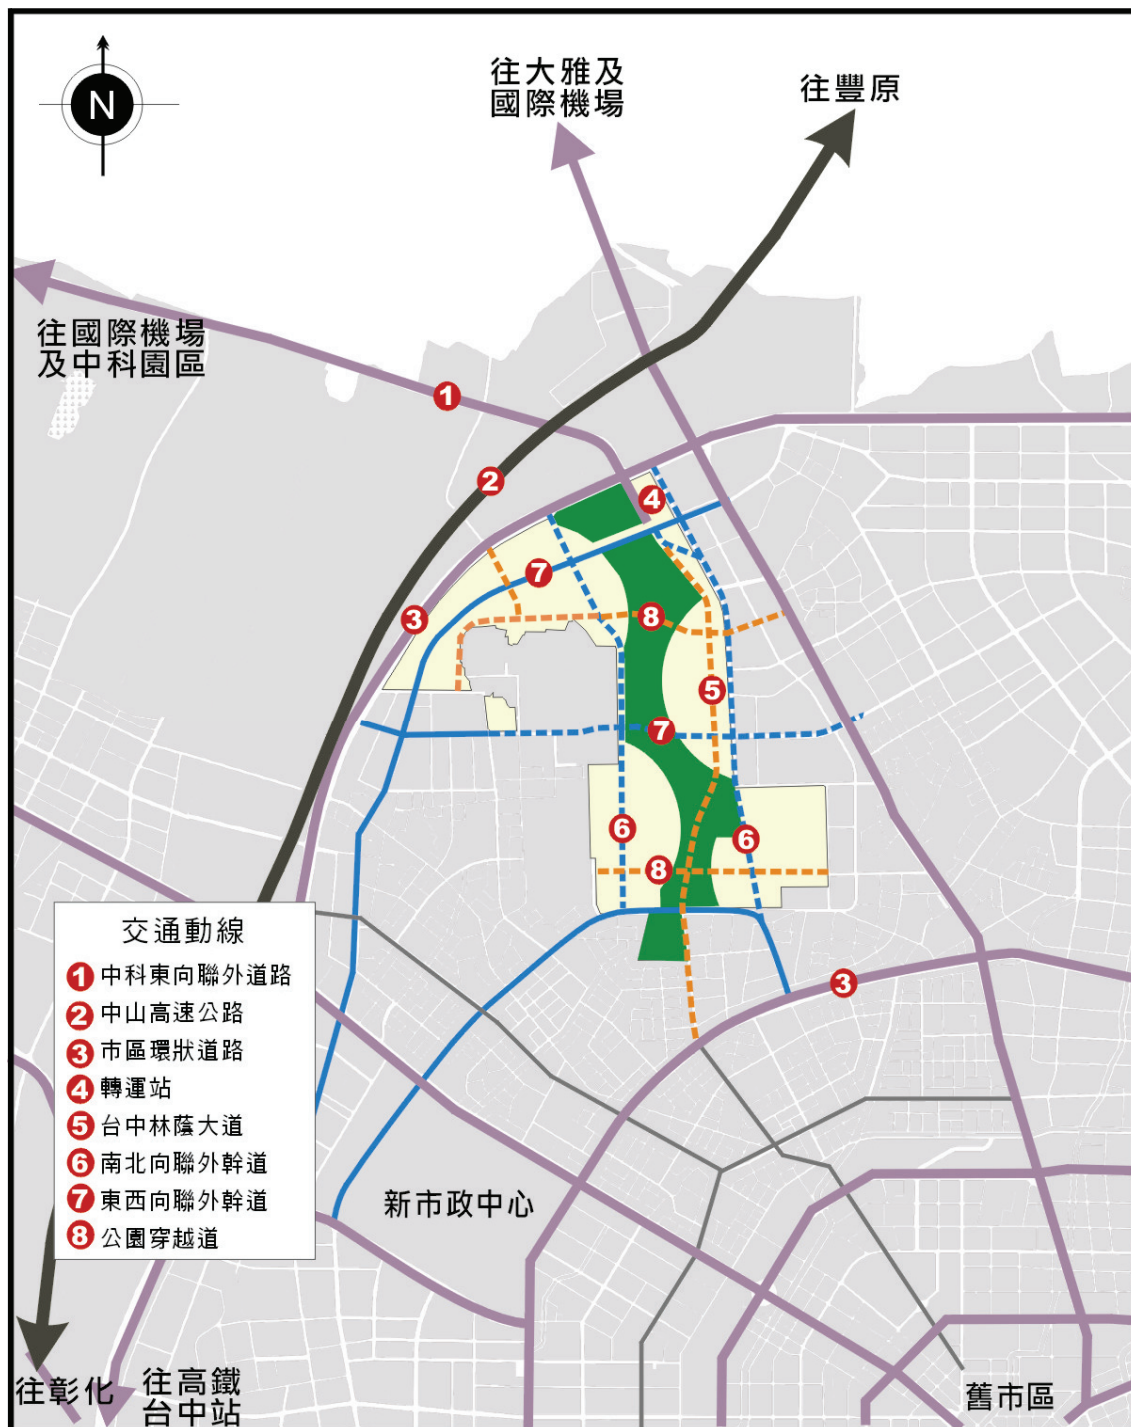 N
往大雅及
國際機場
往豐原
往國際機場
及中科園區
1
2
3
4
7
8
5
7
6
6
8
3
交通動線
1 中科東向聯外道路
2 中山高速公路
3 市區環狀道路
4 轉運站
5 台中林蔭大道
6 南北向聯外幹道
7 東西向聯外幹道
8 公園穿越道
新市政中心
往彰化
往高鐵
台中站
舊市區